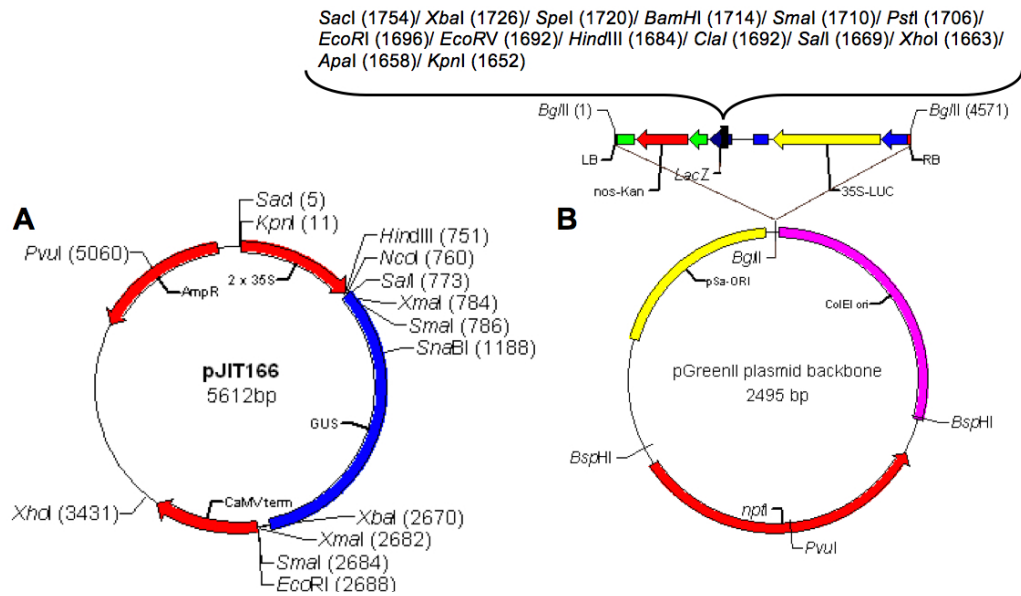 SacI (1754)/ XbaI (1726)/ SpeI (1720)/ BamHI (1714)/ SmaI (1710)/ PstI (1706)/
EcoRI (1696)/ EcoRV (1692)/ HindIII (1684)/ ClaI (1692)/ SalI (1669)/ XhoI (1663)/
ApaI (1658)/ KpnI (1652)
BglII (1)
BglII (4571)
LB
nos-Kan
LacZ
35S-LUC
RB
A
SacI (5)
KpnI (11)
HindIII (751)
NcoI (760)
SalI (773)
XmaI (784)
SmaI (786)
SnaBI (1188)
PvuI (5060)
AmpR
2 x 35S
pJIT166
5612bp
GUS
CaMVterm
XhoI (3431)
XbaI (2670)
XmaI (2682)
SmaI (2684)
EcoRI (2688)
B
BglII
pSa-ORI
ColEI ori
pGreenII plasmid backbone
2495 bp
BspHI
BspHI
nptI
PvuI